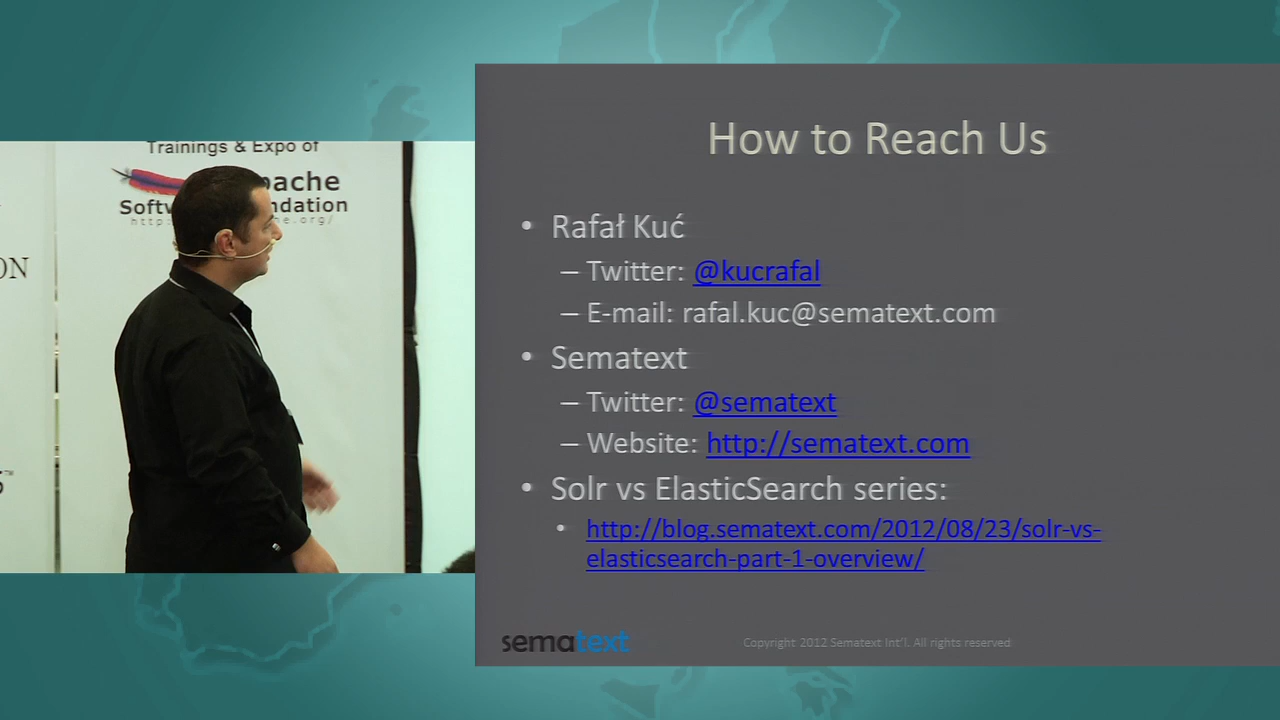 Trainings & Expo of
pache
Softw ndation
ON
How to Reach Us
• Rafał Kuć
– Twitter: @kucrafal
– E-mail: rafal.kuc@sematext.com
• Sematext
– Twitter: @sematext
– Website: http://sematext.com
• Solr vs ElasticSearch series:
• http://blog.sematext.com/2012/08/23/solr-vs-
elasticsearch-part-1-overview/
sematext
Copyright 2012 Sematext Int'l. All rights reserved